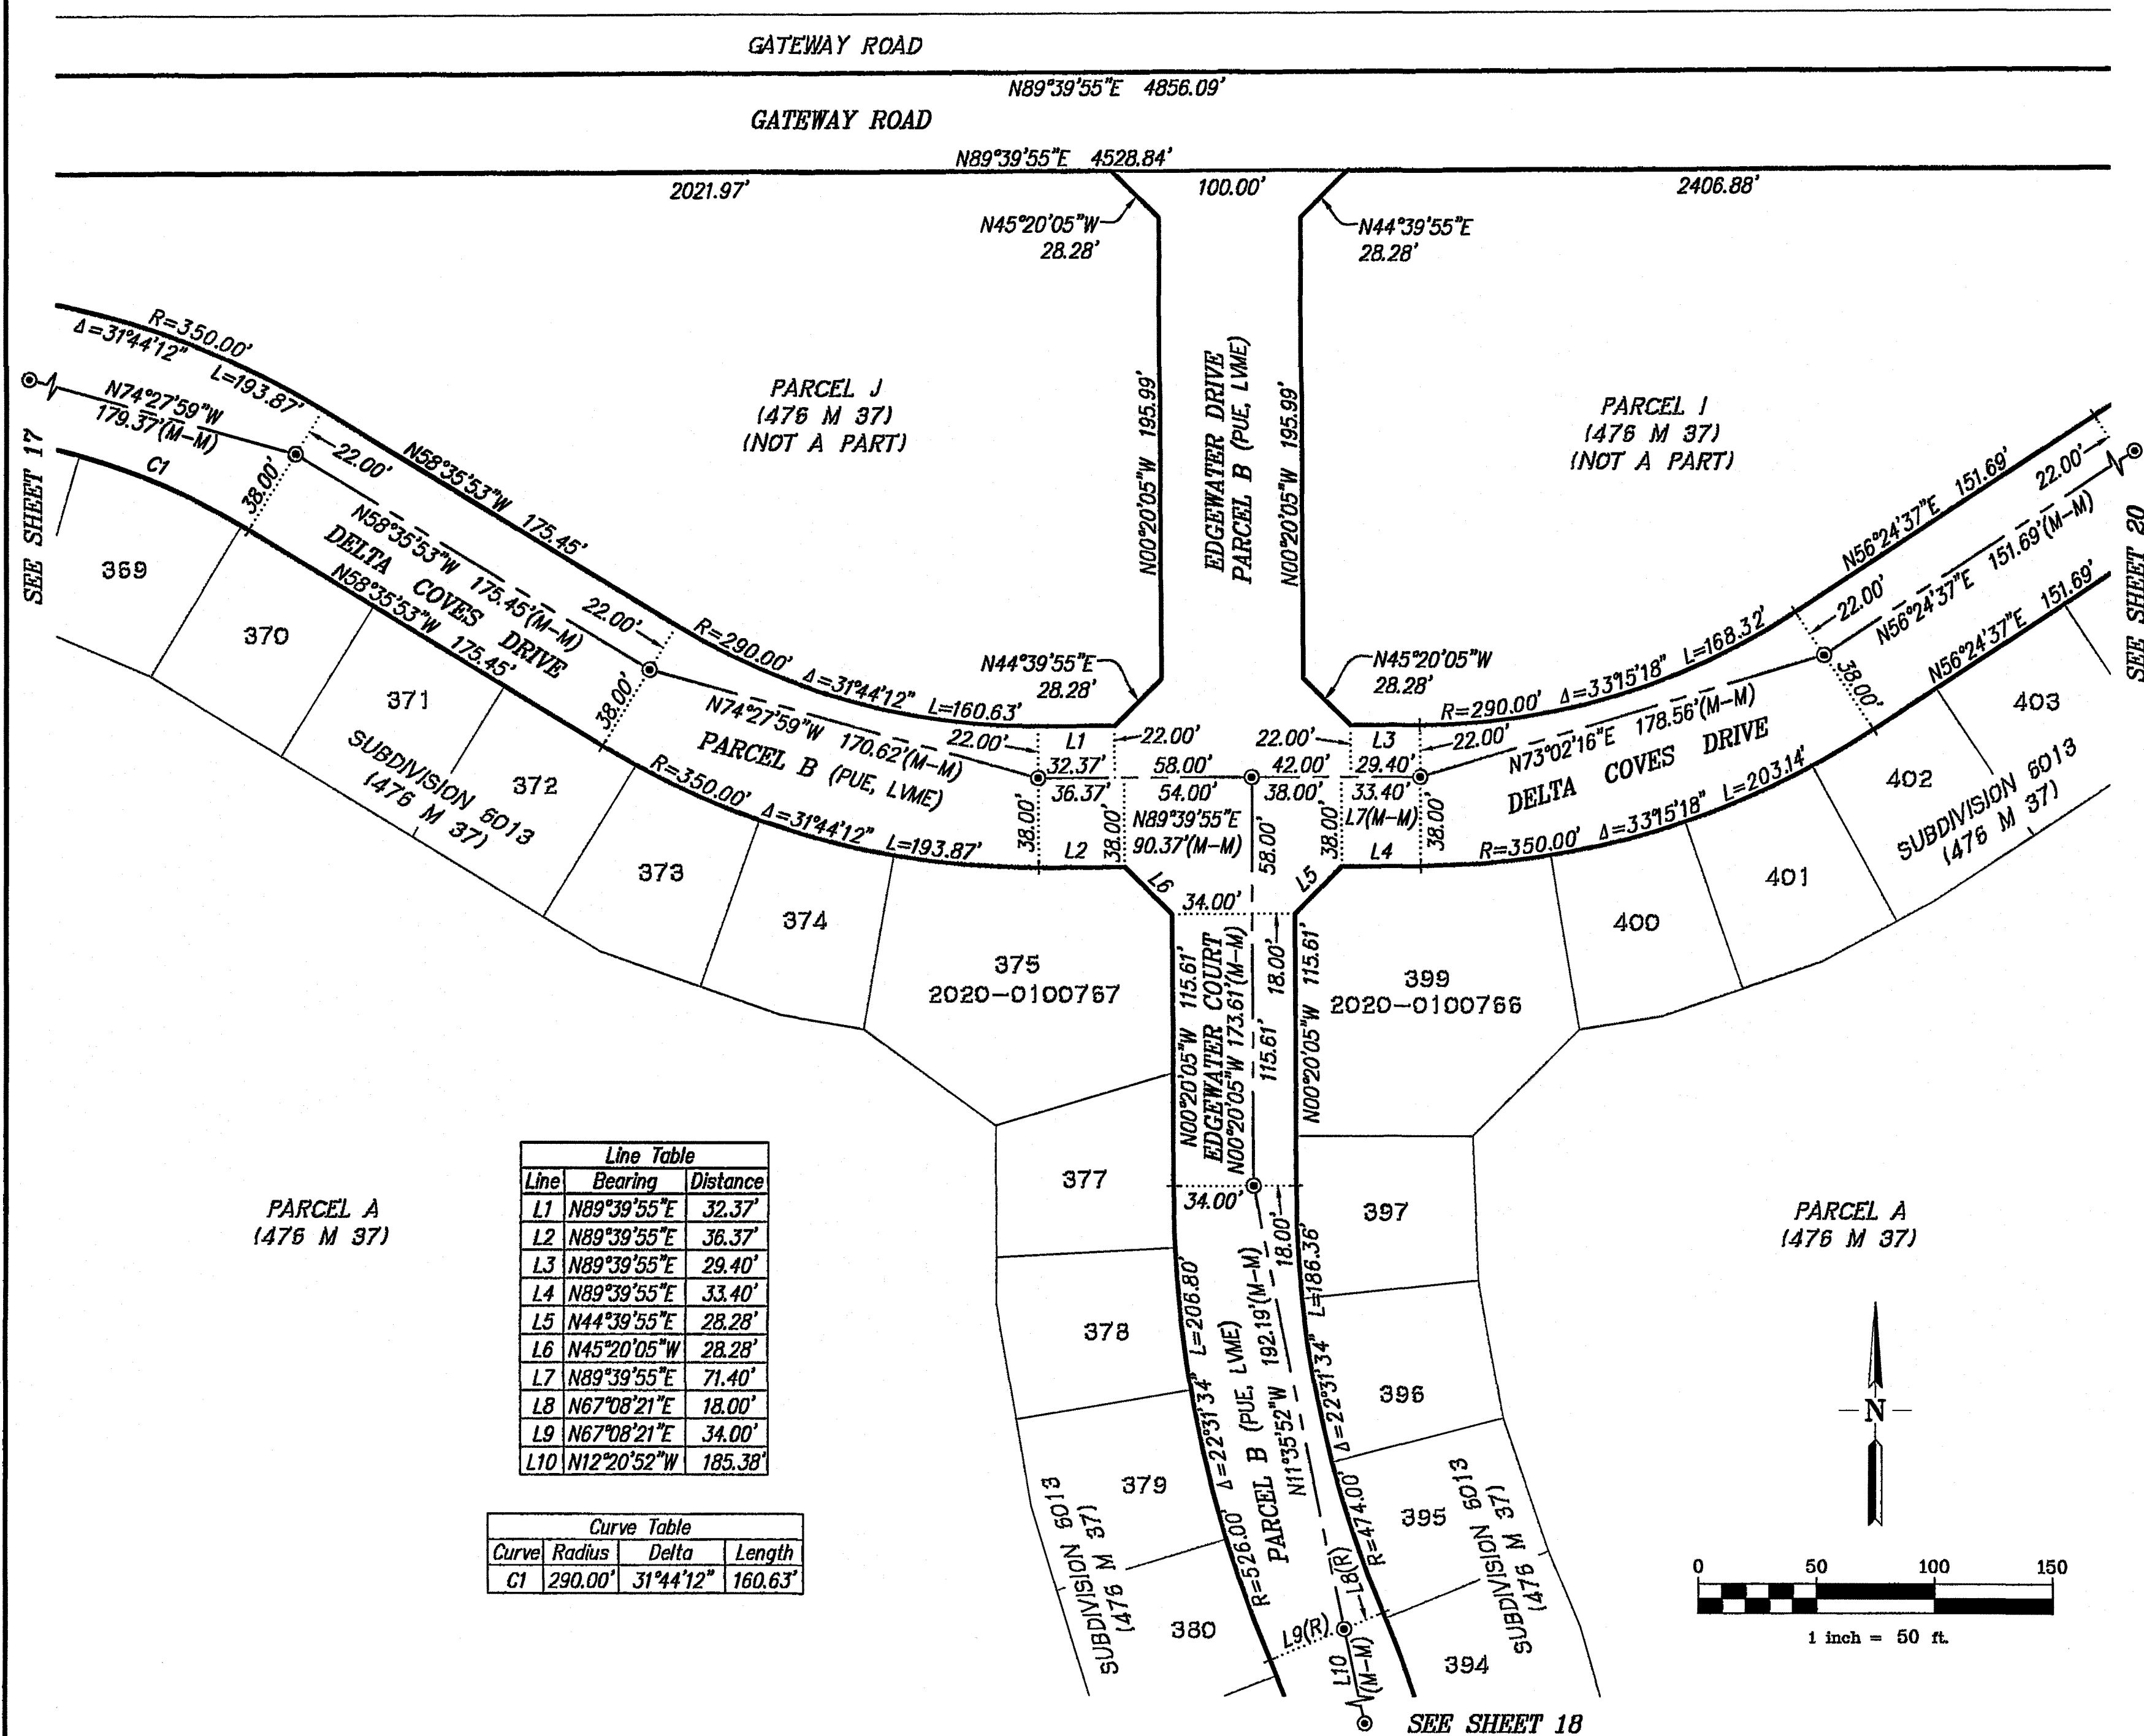 GATEWAY ROAD
N89°39'55"E 4856.09'
GATEWAY ROAD
N89°39'55"E 4528.84'
2021.97'
100.00'
2406.88'
N45°20'05"W
28.28'
N44°39'55"E
28.28'
R=350.00'
Δ=31°44'12"
L=193.87'
N74°27'59"W
179.37'(M-M)
SEE SHEET 17
C1
38.00'
22.00'
N58°35'53"W 175.45'
N58°35'53"W 175.45'(M-M)
DELTA COVES DRIVE
N58°35'53"W 175.45'
22.00'
38.00'
PARCEL J
(476 M 37)
(NOT A PART)
N00°20'05"W 195.99'
EDGEWATER DRIVE
PARCEL B (PUE, LVME)
N00°20'05"W 195.99'
PARCEL I
(476 M 37)
(NOT A PART)
N56°24'37"E 151.69'
22.00'
N56°24'37"E 151.69'(M-M)
22.00'
N56°24'37"E 151.69'
38.00'
SEE SHEET 20
R=290.00' Δ=31°44'12" L=160.63'
N74°27'59"W 170.62'(M-M)
PARCEL B (PUE, LVME)
R=350.00' Δ=31°44'12" L=193.87'
N44°39'55"E
28.28'
N45°20'05"W
28.28'
R=290.00' Δ=33°15'18" L=168.32'
N73°02'16"E 178.56'(M-M)
DELTA COVES DRIVE
R=350.00' Δ=33°15'18" L=203.14'
22.00'
L1
22.00'
22.00'
L3
22.00'
32.37'
58.00'
42.00'
29.40'
36.37'
54.00'
38.00'
33.40'
N89°39'55"E
90.37'(M-M)
L7(M-M)
38.00'
L2
38.00'
58.00'
38.00'
L4
38.00'
L6
L5
34.00'
369
370
371
372
373
374
SUBDIVISION 6013
(476 M 37)
375
2020-0100767
399
2020-0100766
400
401
402
403
SUBDIVISION 6013
(476 M 37)
N00°20'05"W 115.61'
EDGEWATER COURT
N00°20'05"W 173.61'(M-M)
115.61'
18.00'
N00°20'05"W 115.61'
34.00'
18.00'
377
378
379
380
397
396
395
394
L=206.80'
Δ=22°31'34"
R=526.00'
PARCEL B (PUE, LVME)
N11°35'52"W 192.19'(M-M)
L=186.36'
Δ=22°31'34"
R=474.00'
L8(R)
L9(R)
L10
(M-M)
SUBDIVISION 6013
(476 M 37)
SUBDIVISION 6013
(476 M 37)
SEE SHEET 18
PARCEL A
(476 M 37)
PARCEL A
(476 M 37)
Line Table
Line Bearing Distance
L1 N89°39'55"E 32.37'
L2 N89°39'55"E 36.37'
L3 N89°39'55"E 29.40'
L4 N89°39'55"E 33.40'
L5 N44°39'55"E 28.28'
L6 N45°20'05"W 28.28'
L7 N89°39'55"E 71.40'
L8 N67°08'21"E 18.00'
L9 N67°08'21"E 34.00'
L10 N12°20'52"W 185.38'
Curve Table
Curve Radius Delta Length
C1 290.00' 31°44'12" 160.63'
N
0 50 100 150
1 inch = 50 ft.